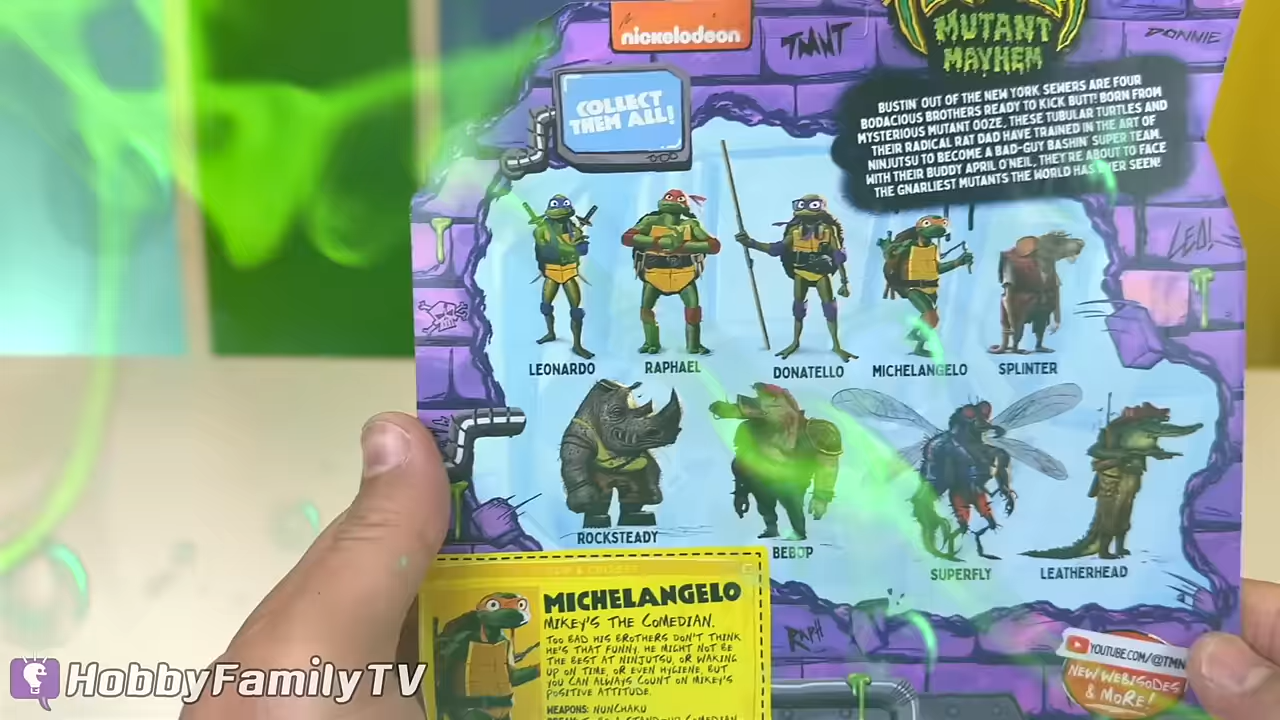 nickelodeon
TMNT
MUTANT
MAYHEM
DONNIE
COLLECT
THEM ALL!
BUSTIN' OUT OF THE NEW YORK SEWERS ARE FOUR
BODACIOUS BROTHERS READY TO KICK BUTT! BORN FROM
MYSTERIOUS MUTANT OOZE, THESE TUBULAR TURTLES AND
THEIR RADICAL RAT DAD HAVE TRAINED IN THE ART OF
NINJUTSU TO BECOME A BAD-GUY BASHIN' SUPER TEAM.
WITH THEIR BUDDY APRIL O'NEIL, THEY'RE ABOUT TO FACE
THE GNARLIEST MUTANTS THE WORLD HAS EVER SEEN!
LEO!
LEONARDO
RAPHAEL
DONATELLO
MICHELANGELO
SPLINTER
ROCKSTEADY
BEBOP
SUPERFLY
LEATHERHEAD
MICHELANGELO
MIKEY'S THE COMEDIAN.
TOO BAD HIS BROTHERS DON'T THINK
HE'S THAT FUNNY. HE MIGHT NOT BE
THE BEST AT NINJUTSU, OR WAKING
UP ON TIME, OR EVEN HYGIENE, BUT
YOU CAN ALWAYS COUNT ON MIKEY'S
POSITIVE ATTITUDE.
WEAPONS: NUNCHAKU
RAPH
YOUTUBE.COM/@TMN
NEW WEBISODES
& MORE!
HobbyFamilyTV